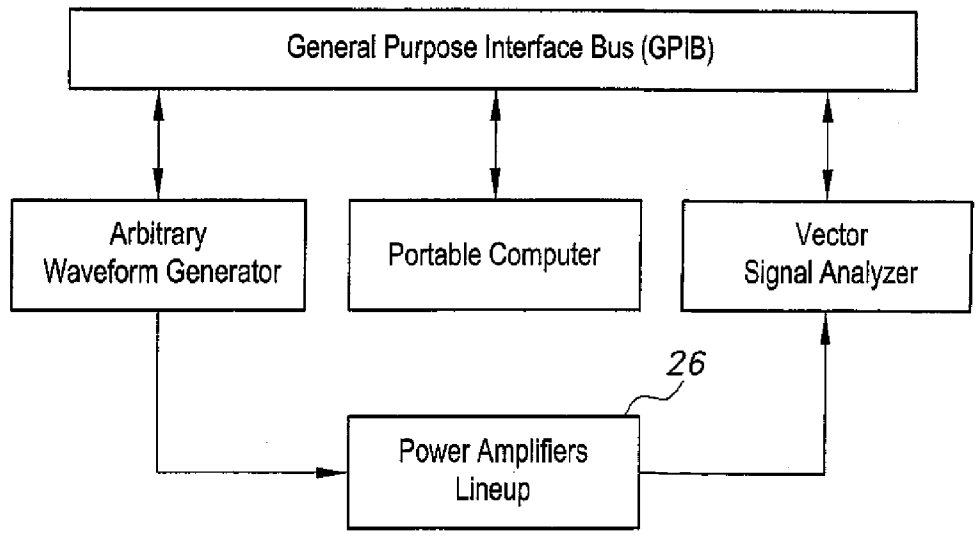 General Purpose Interface Bus (GPIB)
Arbitrary
Waveform Generator
Portable Computer
Vector
Signal Analyzer
26
Power Amplifiers
Lineup